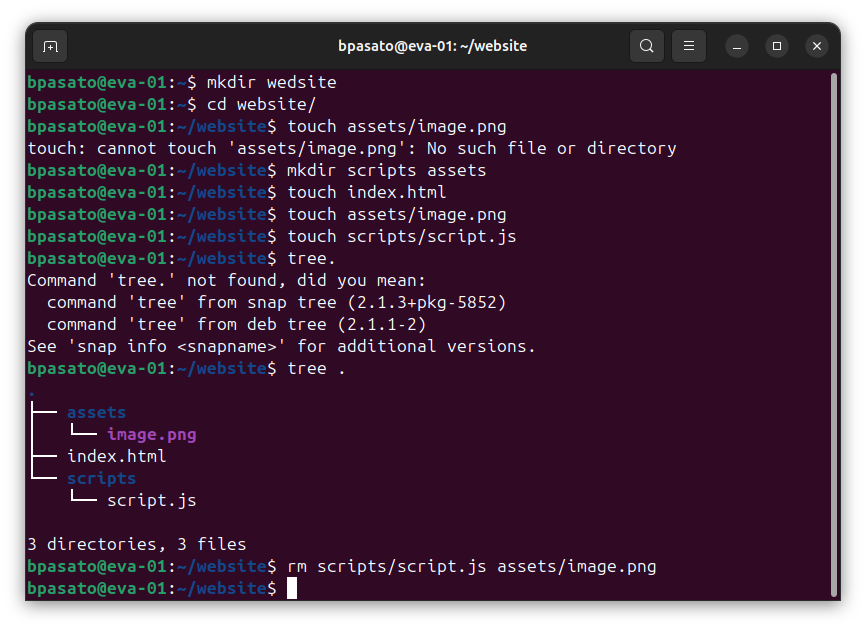 bpasato@eva-01: ~/website
bpasato@eva-01:~$ mkdir wedsite
bpasato@eva-01:~$ cd website/
bpasato@eva-01:~/website$ touch assets/image.png
touch: cannot touch 'assets/image.png': No such file or directory
bpasato@eva-01:~/website$ mkdir scripts assets
bpasato@eva-01:~/website$ touch index.html
bpasato@eva-01:~/website$ touch assets/image.png
bpasato@eva-01:~/website$ touch scripts/script.js
bpasato@eva-01:~/website$ tree.
Command 'tree.' not found, did you mean:
  command 'tree' from snap tree (2.1.3+pkg-5852)
  command 'tree' from deb tree (2.1.1-2)
See 'snap info <snapname>' for additional versions.
bpasato@eva-01:~/website$ tree .
.
├── assets
│   └── image.png
├── index.html
└── scripts
    └── script.js
3 directories, 3 files
bpasato@eva-01:~/website$ rm scripts/script.js assets/image.png
bpasato@eva-01:~/website$